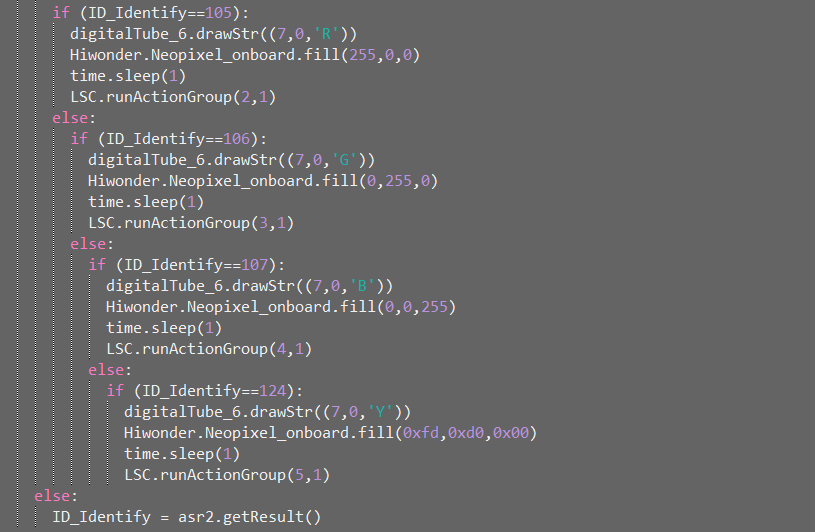 if (ID_Identify==105):
digitalTube_6.drawStr((7,0,'R'))
Hiwonder.Neopixel_onboard.fill(255,0,0)
time.sleep(1)
LSC.runActionGroup(2,1)
else:
if (ID_Identify==106):
digitalTube_6.drawStr((7,0,'G'))
Hiwonder.Neopixel_onboard.fill(0,255,0)
time.sleep(1)
LSC.runActionGroup(3,1)
else:
if (ID_Identify==107):
digitalTube_6.drawStr((7,0,'B'))
Hiwonder.Neopixel_onboard.fill(0,0,255)
time.sleep(1)
LSC.runActionGroup(4,1)
else:
if (ID_Identify==124):
digitalTube_6.drawStr((7,0,'Y'))
Hiwonder.Neopixel_onboard.fill(0xfd,0xd0,0x00)
time.sleep(1)
LSC.runActionGroup(5,1)
else:
ID_Identify = asr2.getResult()